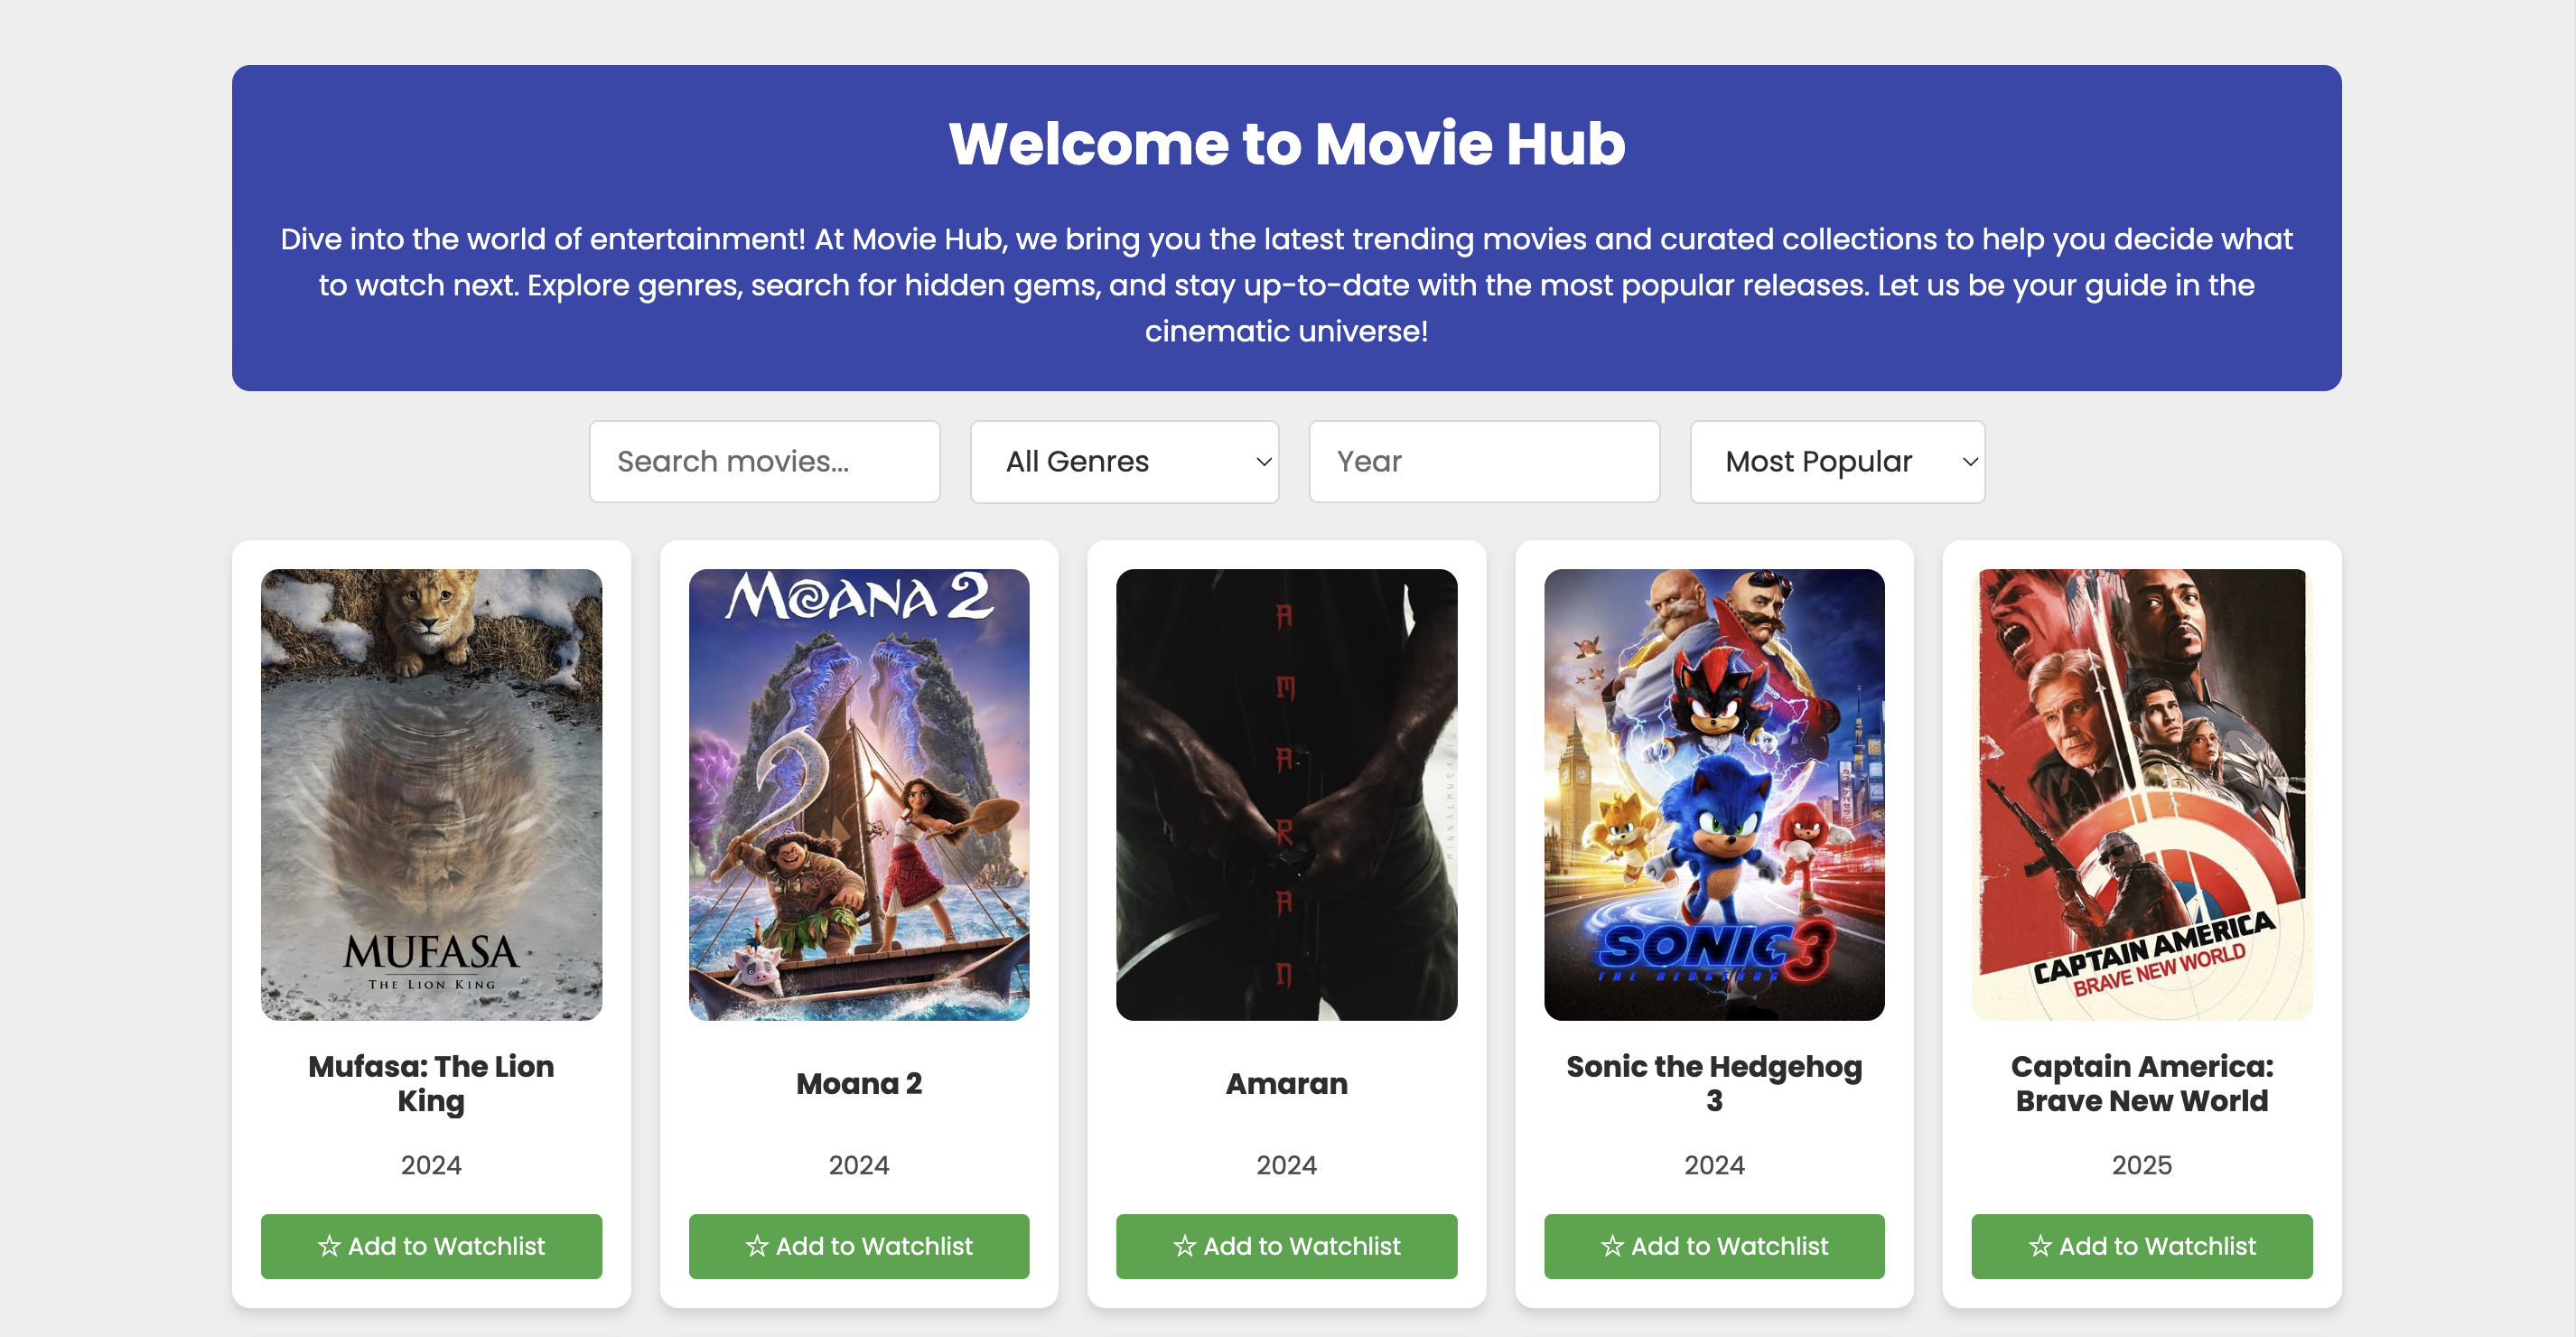 Welcome to Movie Hub
Dive into the world of entertainment! At Movie Hub, we bring you the latest trending movies and curated collections to help you decide what
to watch next. Explore genres, search for hidden gems, and stay up-to-date with the most popular releases. Let us be your guide in the
cinematic universe!
Search movies...
All Genres
Year
Most Popular
MUFASA
THE LION KING
Mufasa: The Lion
King
2024
☆ Add to Watchlist
MOANA 2
Moana 2
2024
☆ Add to Watchlist
A
M
A
R
A
N
Amaran
2024
☆ Add to Watchlist
SONIC 3
THE HEDGEHOG
Sonic the Hedgehog
3
2024
☆ Add to Watchlist
CAPTAIN AMERICA
BRAVE NEW WORLD
Captain America:
Brave New World
2025
☆ Add to Watchlist